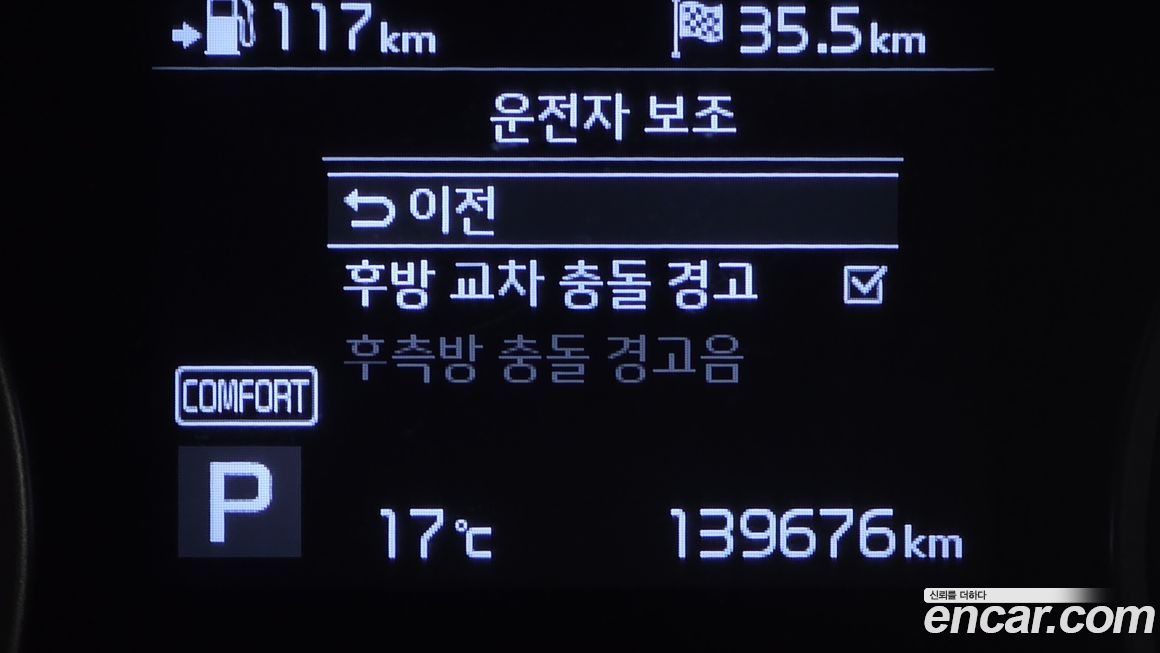 117km 35.5km
운전자 보조
이전
후방 교차 충돌 경고
후측방 충돌 경고음
COMFORT
P
17℃ 139676km
신뢰를 더하다
encar.com